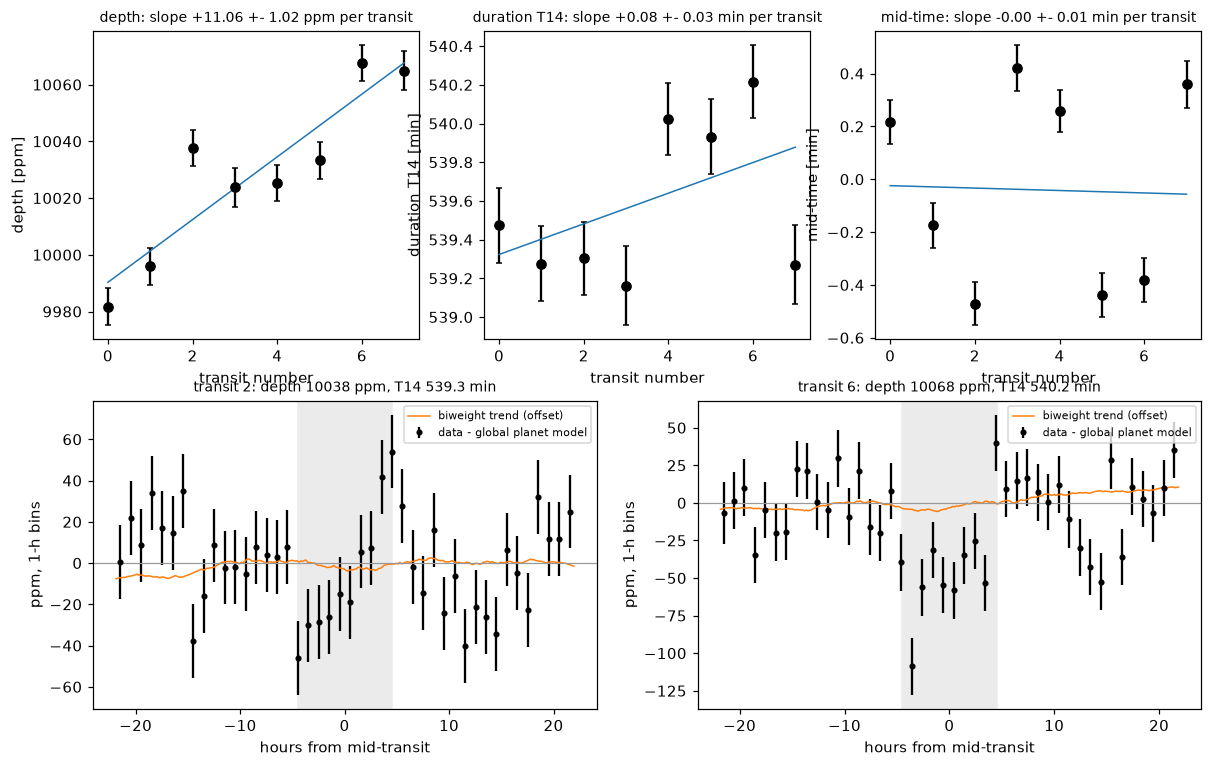 depth: slope +11.06 +- 1.02 ppm per transit
duration T14: slope +0.08 +- 0.03 min per transit
mid-time: slope -0.00 +- 0.01 min per transit
depth [ppm]
10060
10040
10020
10000
9980
0 2 4 6
transit number
duration T14 [min]
540.4
540.2
540.0
539.8
539.6
539.4
539.2
539.0
0 2 4 6
transit number
mid-time [min]
0.4
0.2
0.0
−0.2
−0.4
−0.6
0 2 4 6
transit number
transit 2: depth 10038 ppm, T14 539.3 min
ppm, 1-h bins
60
40
20
0
−20
−40
−60
biweight trend (offset)
data - global planet model
−20 −10 0 10 20
hours from mid-transit
transit 6: depth 10068 ppm, T14 540.2 min
ppm, 1-h bins
50
25
0
−25
−50
−75
−100
−125
biweight trend (offset)
data - global planet model
−20 −10 0 10 20
hours from mid-transit